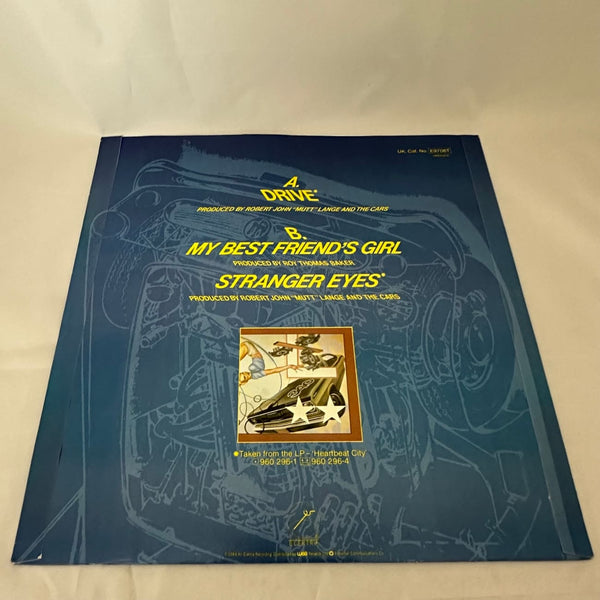 UK. Cat. No. E9706T
A.
DRIVE*
PRODUCED BY ROBERT JOHN "MUTT" LANGE AND THE CARS
B.
MY BEST FRIEND'S GIRL
PRODUCED BY ROY THOMAS BAKER
STRANGER EYES*
PRODUCED BY ROBERT JOHN "MUTT" LANGE AND THE CARS
*Taken from the LP – 'Heartbeat City'
960 296-1 960 296-4